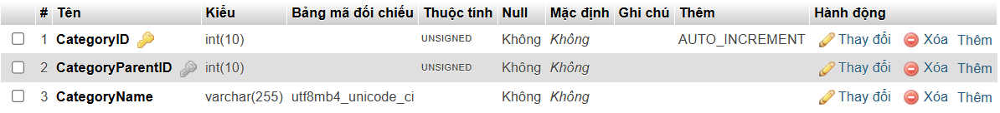 # Tên Kiểu Bảng mã đối chiếu Thuộc tính Null Mặc định Ghi chú Thêm Hành động
1 CategoryID int(10) UNSIGNED Không Không AUTO_INCREMENT Thay đổi Xóa Thêm
2 CategoryParentID int(10) UNSIGNED Không Không Thay đổi Xóa Thêm
3 CategoryName varchar(255) utf8mb4_unicode_ci Không Không Thay đổi Xóa Thêm